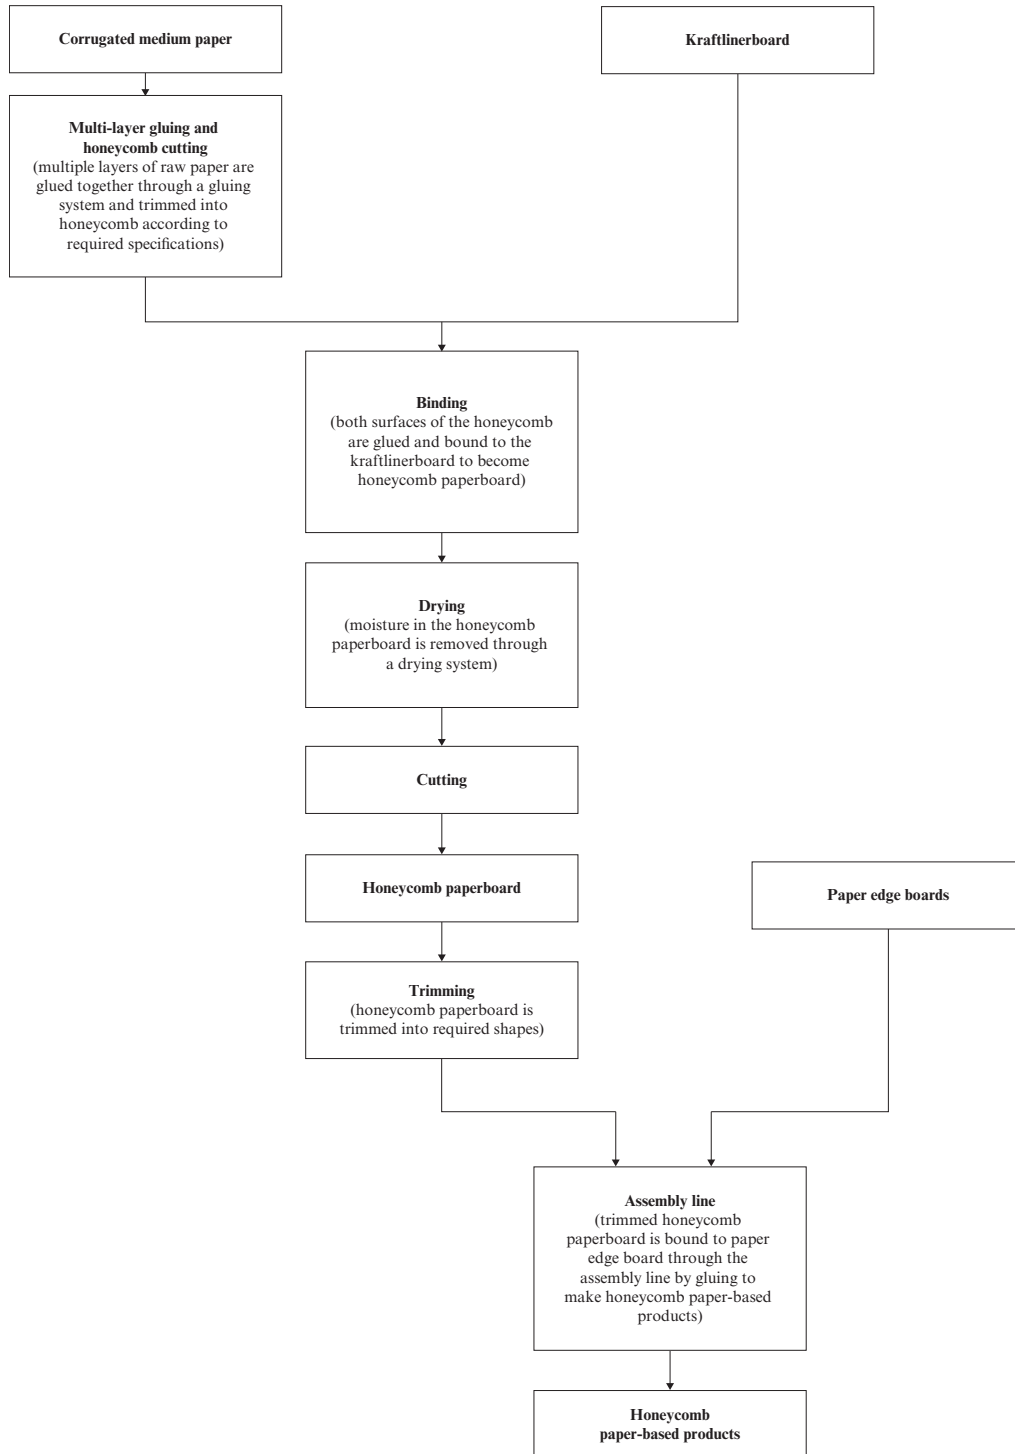 Corrugated medium paper
Kraftlinerboard
Multi-layer gluing and
honeycomb cutting
(multiple layers of raw paper are
glued together through a gluing
system and trimmed into
honeycomb according to
required specifications)
Binding
(both surfaces of the honeycomb
are glued and bound to the
kraftlinerboard to become
honeycomb paperboard)
Drying
(moisture in the honeycomb
paperboard is removed through
a drying system)
Cutting
Honeycomb paperboard
Paper edge boards
Trimming
(honeycomb paperboard is
trimmed into required shapes)
Assembly line
(trimmed honeycomb
paperboard is bound to paper
edge board through the
assembly line by gluing to
make honeycomb paper-based
products)
Honeycomb
paper-based products